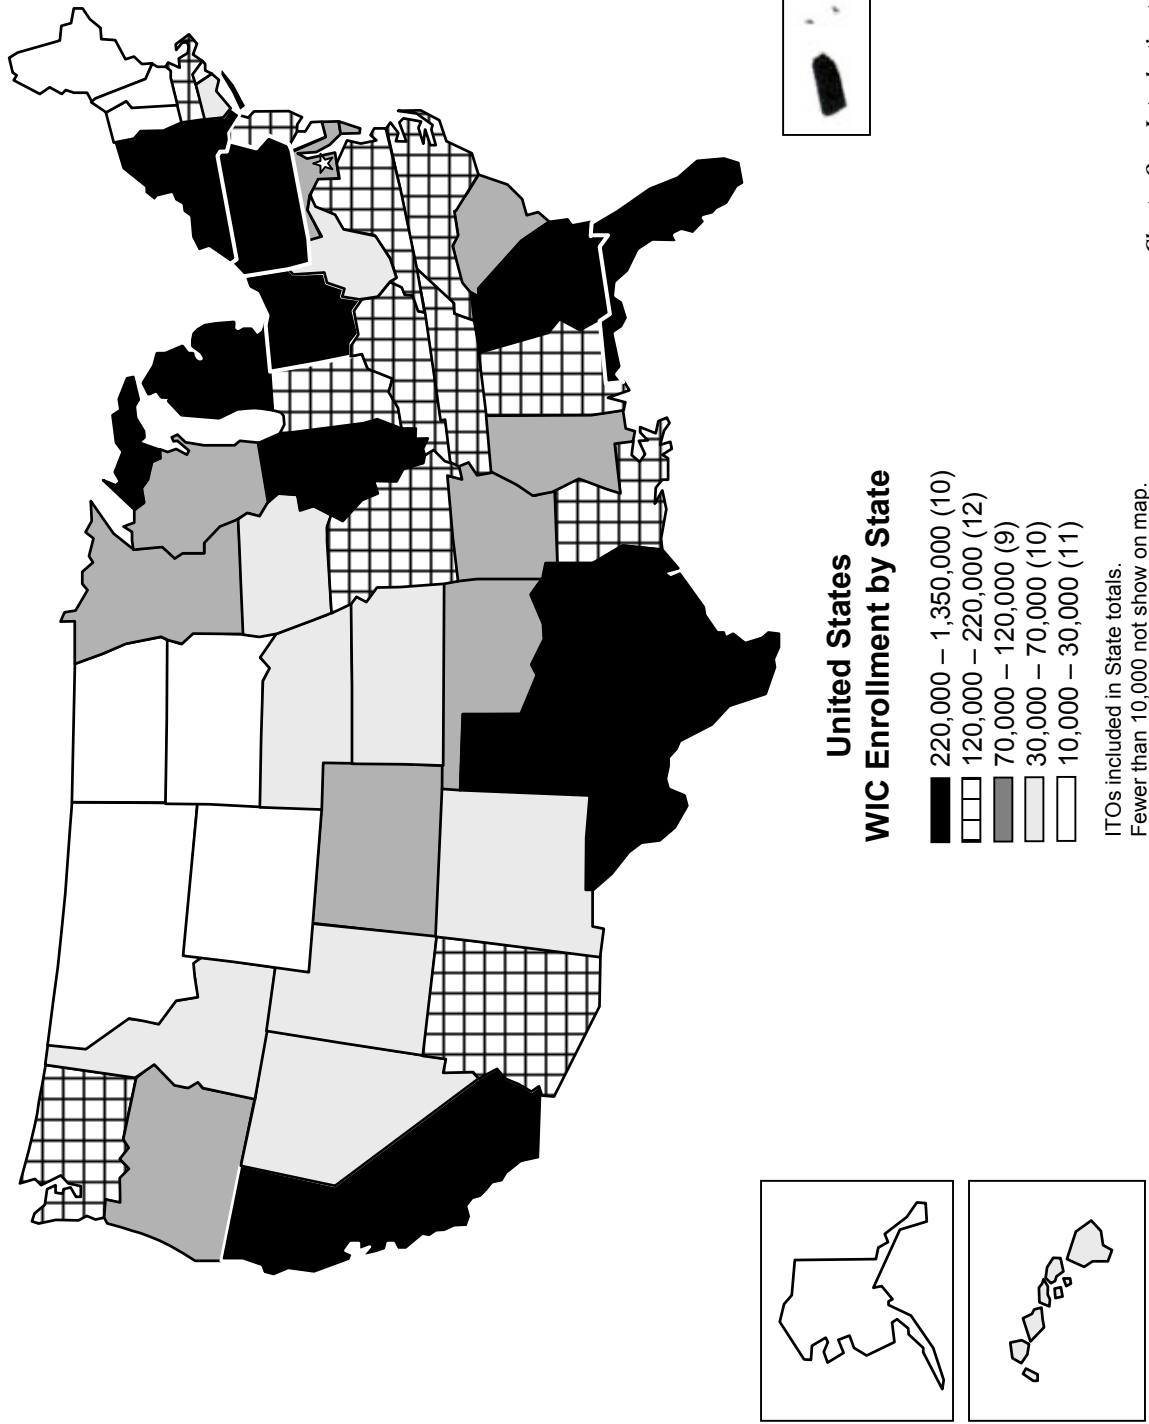 United States
WIC Enrollment by State
220,000 – 1,350,000 (10)
120,000 – 220,000 (12)
70,000 – 120,000 (9)
30,000 – 70,000 (10)
10,000 – 30,000 (11)
ITOs included in State totals.
Fewer than 10,000 not show on map.